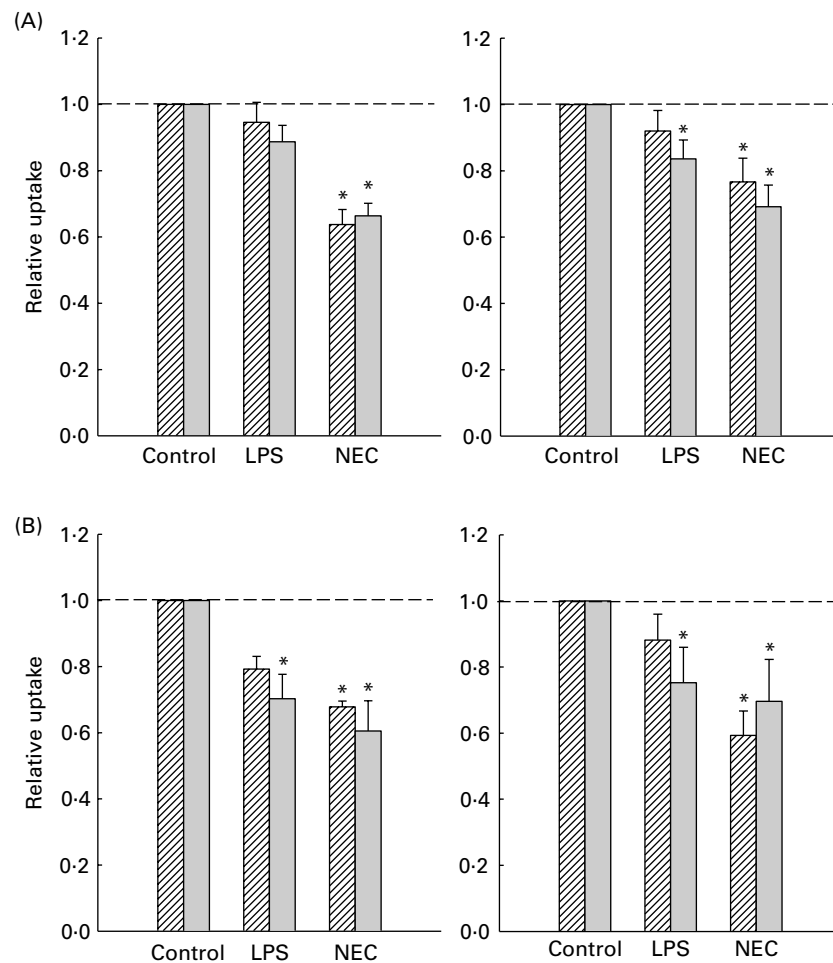 (A)
1·2
1·0
0·8
0·6
0·4
0·2
0·0
Relative uptake
* *
Control LPS NEC
1·2
1·0
0·8
0·6
0·4
0·2
0·0
* * *
Control LPS NEC
(B)
1·2
1·0
0·8
0·6
0·4
0·2
0·0
Relative uptake
* * *
Control LPS NEC
1·2
1·0
0·8
0·6
0·4
0·2
0·0
* * *
Control LPS NEC